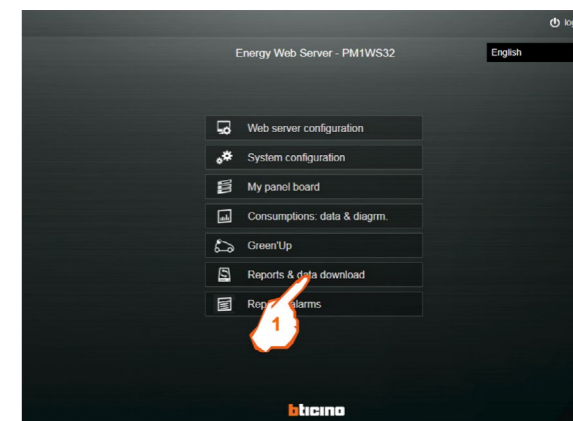 lo
Energy Web Server - PM1WS32
English
Web server configuration
System configuration
My panel board
Consumptions: data & diagrm.
Green'Up
Reports & data download
alarms
1
bticino